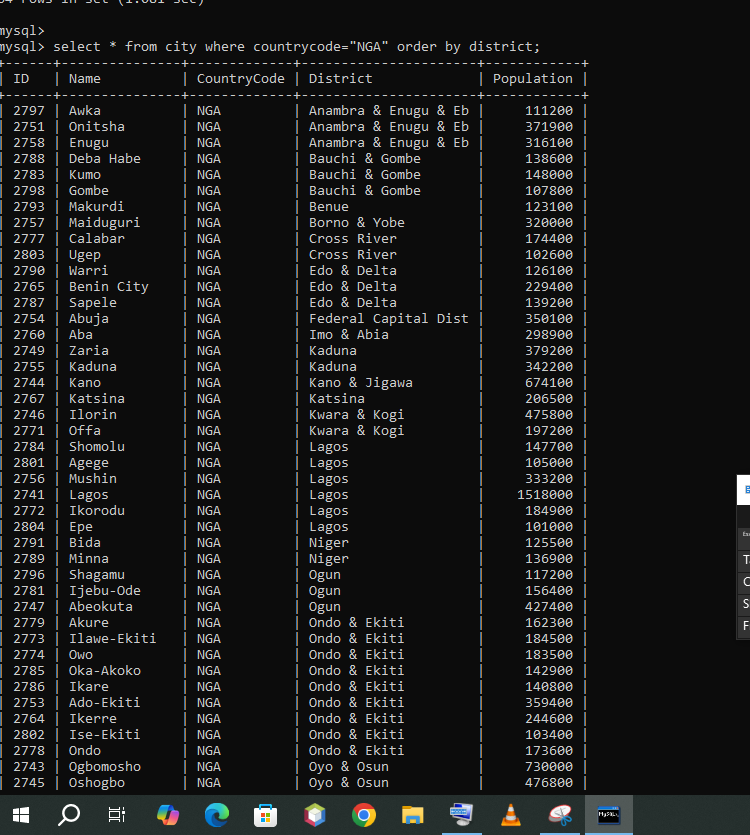 mysql>
mysql> select * from city where countrycode="NGA" order by district;
| ID | Name | CountryCode | District | Population |
| 2797 | Awka | NGA | Anambra & Enugu & Eb | 111200 |
| 2751 | Onitsha | NGA | Anambra & Enugu & Eb | 371900 |
| 2758 | Enugu | NGA | Anambra & Enugu & Eb | 316100 |
| 2788 | Deba Habe | NGA | Bauchi & Gombe | 138600 |
| 2783 | Kumo | NGA | Bauchi & Gombe | 148000 |
| 2798 | Gombe | NGA | Bauchi & Gombe | 107800 |
| 2793 | Makurdi | NGA | Benue | 123100 |
| 2757 | Maiduguri | NGA | Borno & Yobe | 320000 |
| 2777 | Calabar | NGA | Cross River | 174400 |
| 2803 | Ugep | NGA | Cross River | 102600 |
| 2790 | Warri | NGA | Edo & Delta | 126100 |
| 2765 | Benin City | NGA | Edo & Delta | 229400 |
| 2787 | Sapele | NGA | Edo & Delta | 139200 |
| 2754 | Abuja | NGA | Federal Capital Dist | 350100 |
| 2760 | Aba | NGA | Imo & Abia | 298900 |
| 2749 | Zaria | NGA | Kaduna | 379200 |
| 2755 | Kaduna | NGA | Kaduna | 342200 |
| 2744 | Kano | NGA | Kano & Jigawa | 674100 |
| 2767 | Katsina | NGA | Katsina | 206500 |
| 2746 | Ilorin | NGA | Kwara & Kogi | 475800 |
| 2771 | Offa | NGA | Kwara & Kogi | 197200 |
| 2784 | Shomolu | NGA | Lagos | 147700 |
| 2801 | Agege | NGA | Lagos | 105000 |
| 2756 | Mushin | NGA | Lagos | 333200 |
| 2741 | Lagos | NGA | Lagos | 1518000 |
| 2772 | Ikorodu | NGA | Lagos | 184900 |
| 2804 | Epe | NGA | Lagos | 101000 |
| 2791 | Bida | NGA | Niger | 125500 |
| 2789 | Minna | NGA | Niger | 136900 |
| 2796 | Shagamu | NGA | Ogun | 117200 |
| 2781 | Ijebu-Ode | NGA | Ogun | 156400 |
| 2747 | Abeokuta | NGA | Ogun | 427400 |
| 2779 | Akure | NGA | Ondo & Ekiti | 162300 |
| 2773 | Ilawe-Ekiti | NGA | Ondo & Ekiti | 184500 |
| 2774 | Owo | NGA | Ondo & Ekiti | 183500 |
| 2785 | Oka-Akoko | NGA | Ondo & Ekiti | 142900 |
| 2786 | Ikare | NGA | Ondo & Ekiti | 140800 |
| 2753 | Ado-Ekiti | NGA | Ondo & Ekiti | 359400 |
| 2764 | Ikerre | NGA | Ondo & Ekiti | 244600 |
| 2802 | Ise-Ekiti | NGA | Ondo & Ekiti | 103400 |
| 2778 | Ondo | NGA | Ondo & Ekiti | 173600 |
| 2743 | Ogbomosho | NGA | Oyo & Osun | 730000 |
| 2745 | Oshogbo | NGA | Oyo & Osun | 476800 |